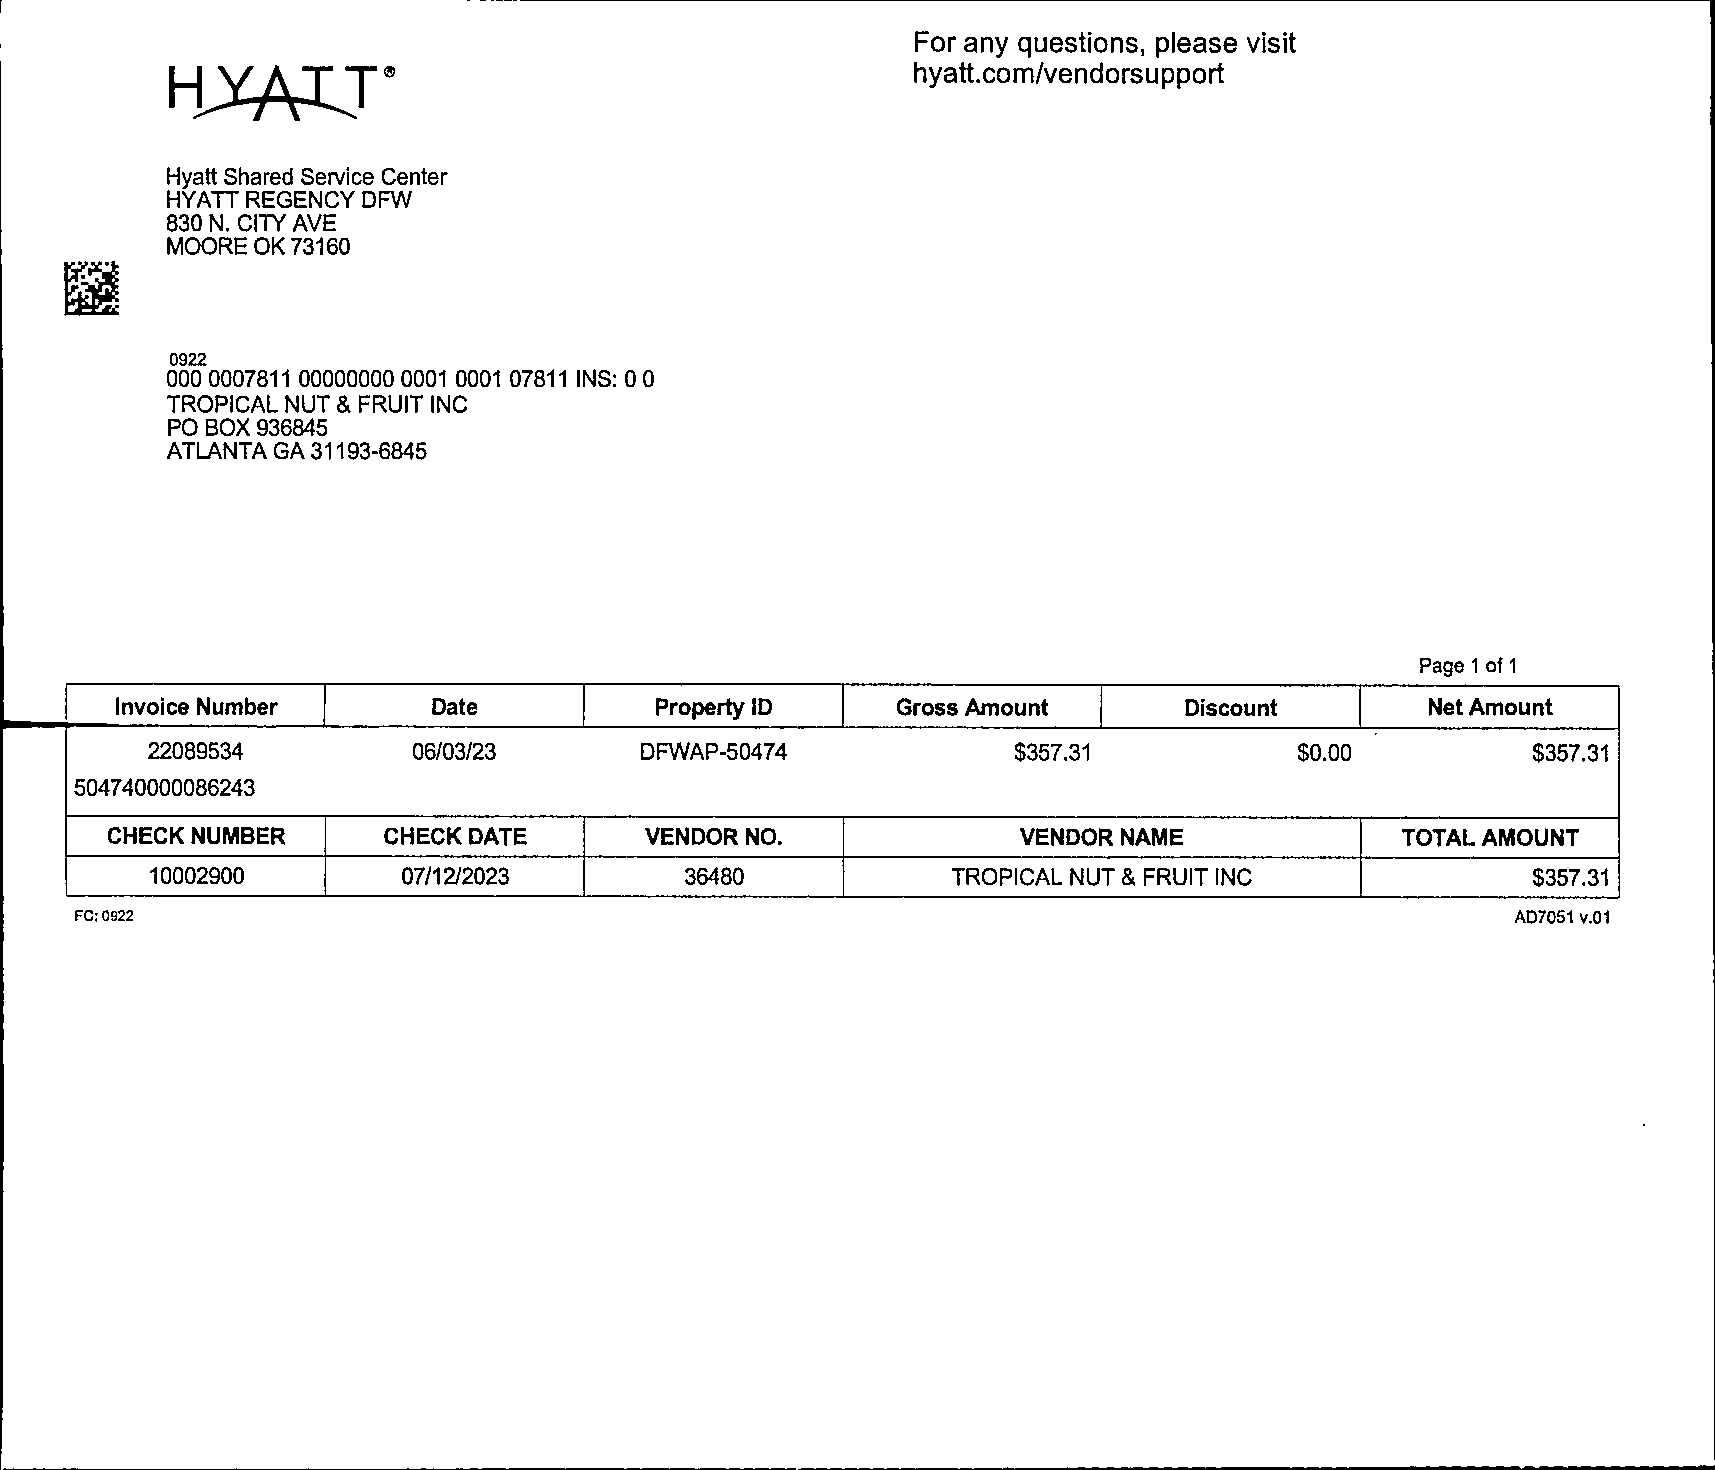 For any questions, please visit
hyatt.com/vendorsupport
HYATT®
Hyatt Shared Service Center
HYATT REGENCY DFW
830 N. CITY AVE
MOORE OK 73160
0922
000 0007811 00000000 0001 0001 07811 INS: 0 0
TROPICAL NUT & FRUIT INC
PO BOX 936845
ATLANTA GA 31193-6845
Page 1 of 1
Invoice Number Date Property ID Gross Amount Discount Net Amount
22089534 06/03/23 DFWAP-50474 $357.31 $0.00 $357.31
504740000086243
CHECK NUMBER CHECK DATE VENDOR NO. VENDOR NAME TOTAL AMOUNT
10002900 07/12/2023 36480 TROPICAL NUT & FRUIT INC $357.31
FC: 0922 AD7051 v.01